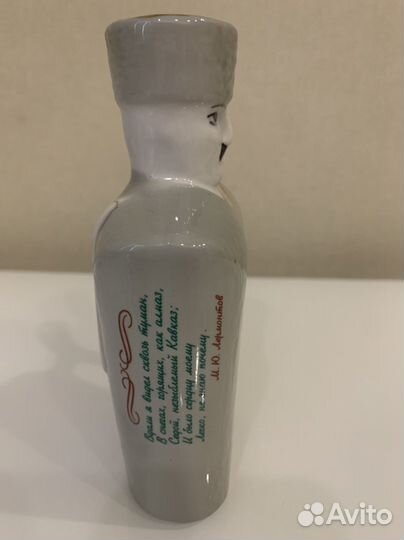 Вдали я видел сквозь туман,
В снегах, горящих, как алмаз,
Седой, незыблемый Кавказ;
И было сердцу моему
Легко, не знаю почему.
М. Ю. Лермонтов
Avito